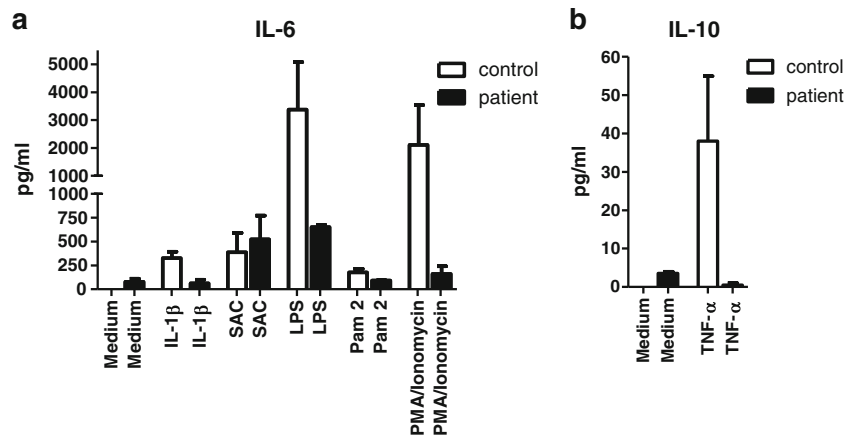 a
IL-6
pg/ml
5000
4000
3000
2000
1000
1000
750
500
250
0
control
patient
Medium
Medium
IL-1β
IL-1β
SAC
SAC
LPS
LPS
Pam 2
Pam 2
PMA/Ionomycin
PMA/Ionomycin
b
IL-10
pg/ml
60
50
40
30
20
10
0
control
patient
Medium
Medium
TNF-α
TNF-α